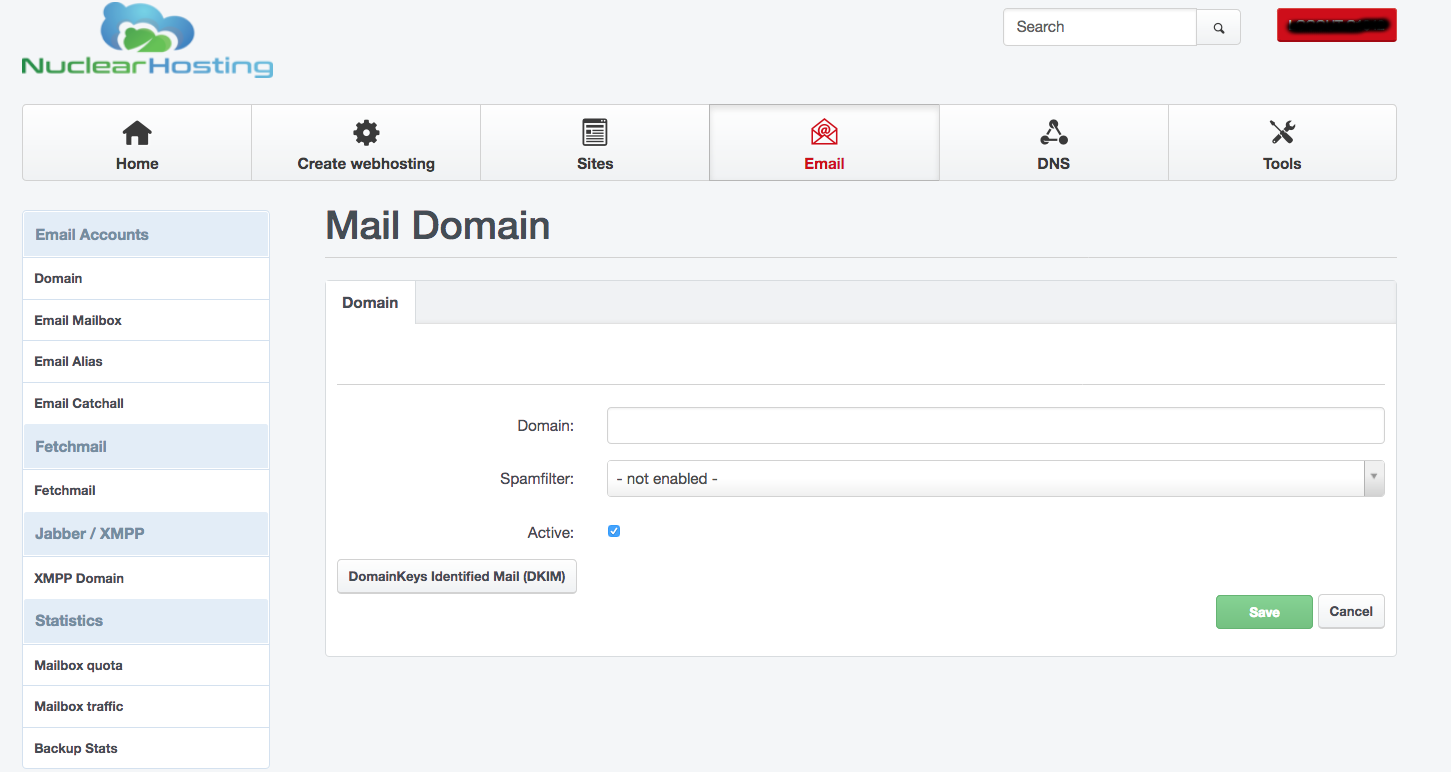 NuclearHosting
Search
Home
Create webhosting
Sites
Email
DNS
Tools
Email Accounts
Domain
Email Mailbox
Email Alias
Email Catchall
Fetchmail
Fetchmail
Jabber / XMPP
XMPP Domain
Statistics
Mailbox quota
Mailbox traffic
Backup Stats
Mail Domain
Domain
Domain:
Spamfilter:
- not enabled -
Active:
DomainKeys Identified Mail (DKIM)
Save
Cancel